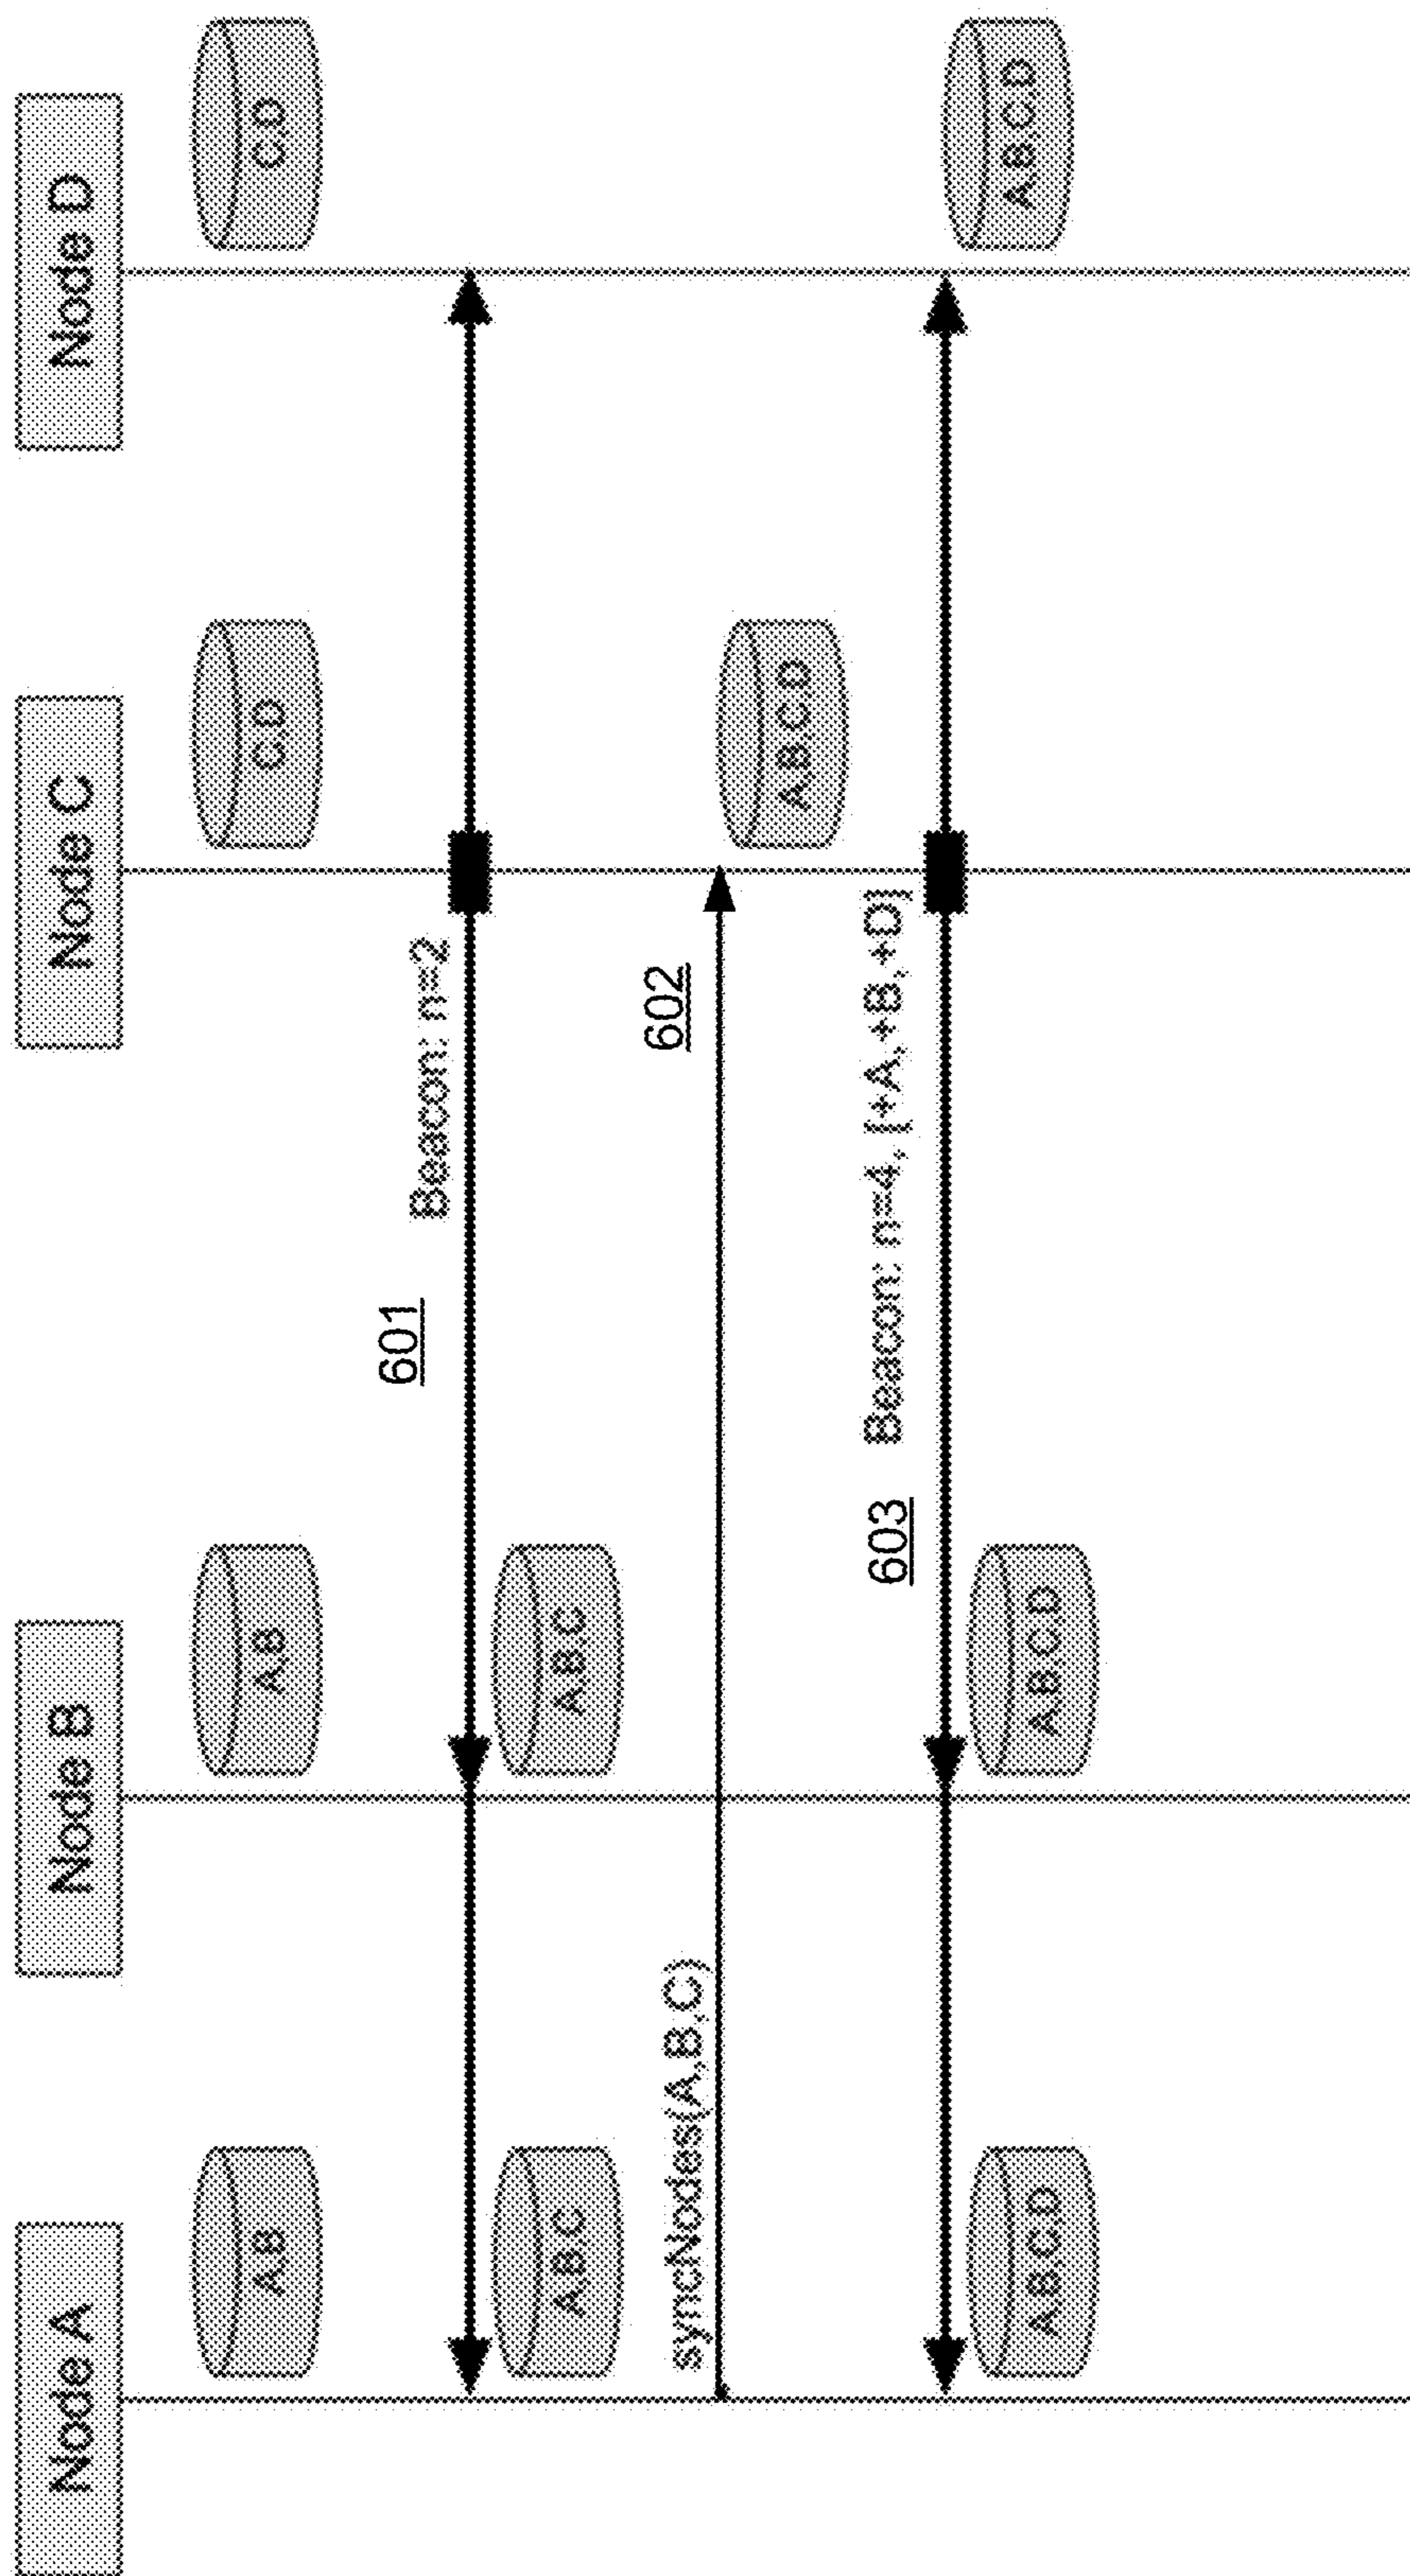 Node A
Node B
Node C
Node D
A,B
A,B
C,D
C,D
601
Beacon: n=2
A,B,C
A,B,C
syncNodes(A,B,C)
602
A,B,C,D
603
Beacon: n=4, [+A,+B,+D]
A,B,C,D
A,B,C,D
A,B,C,D